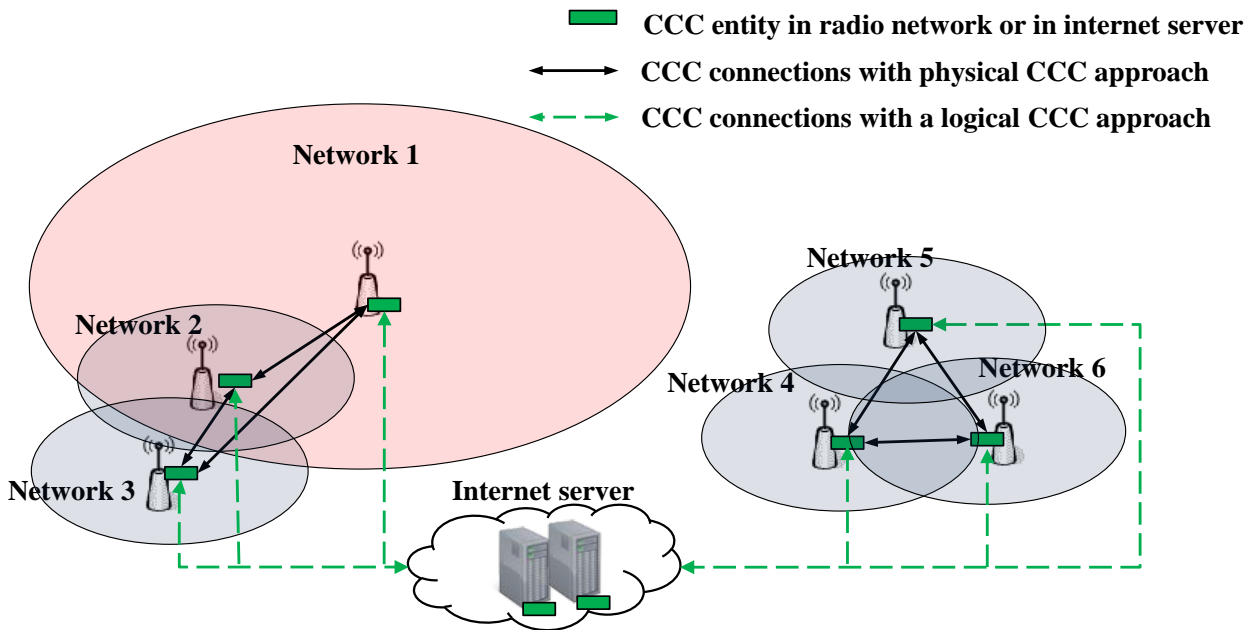 CCC entity in radio network or in internet server
CCC connections with physical CCC approach
CCC connections with a logical CCC approach
Network 1
Network 5
Network 2
Network 4
Network 6
Network 3
Internet server